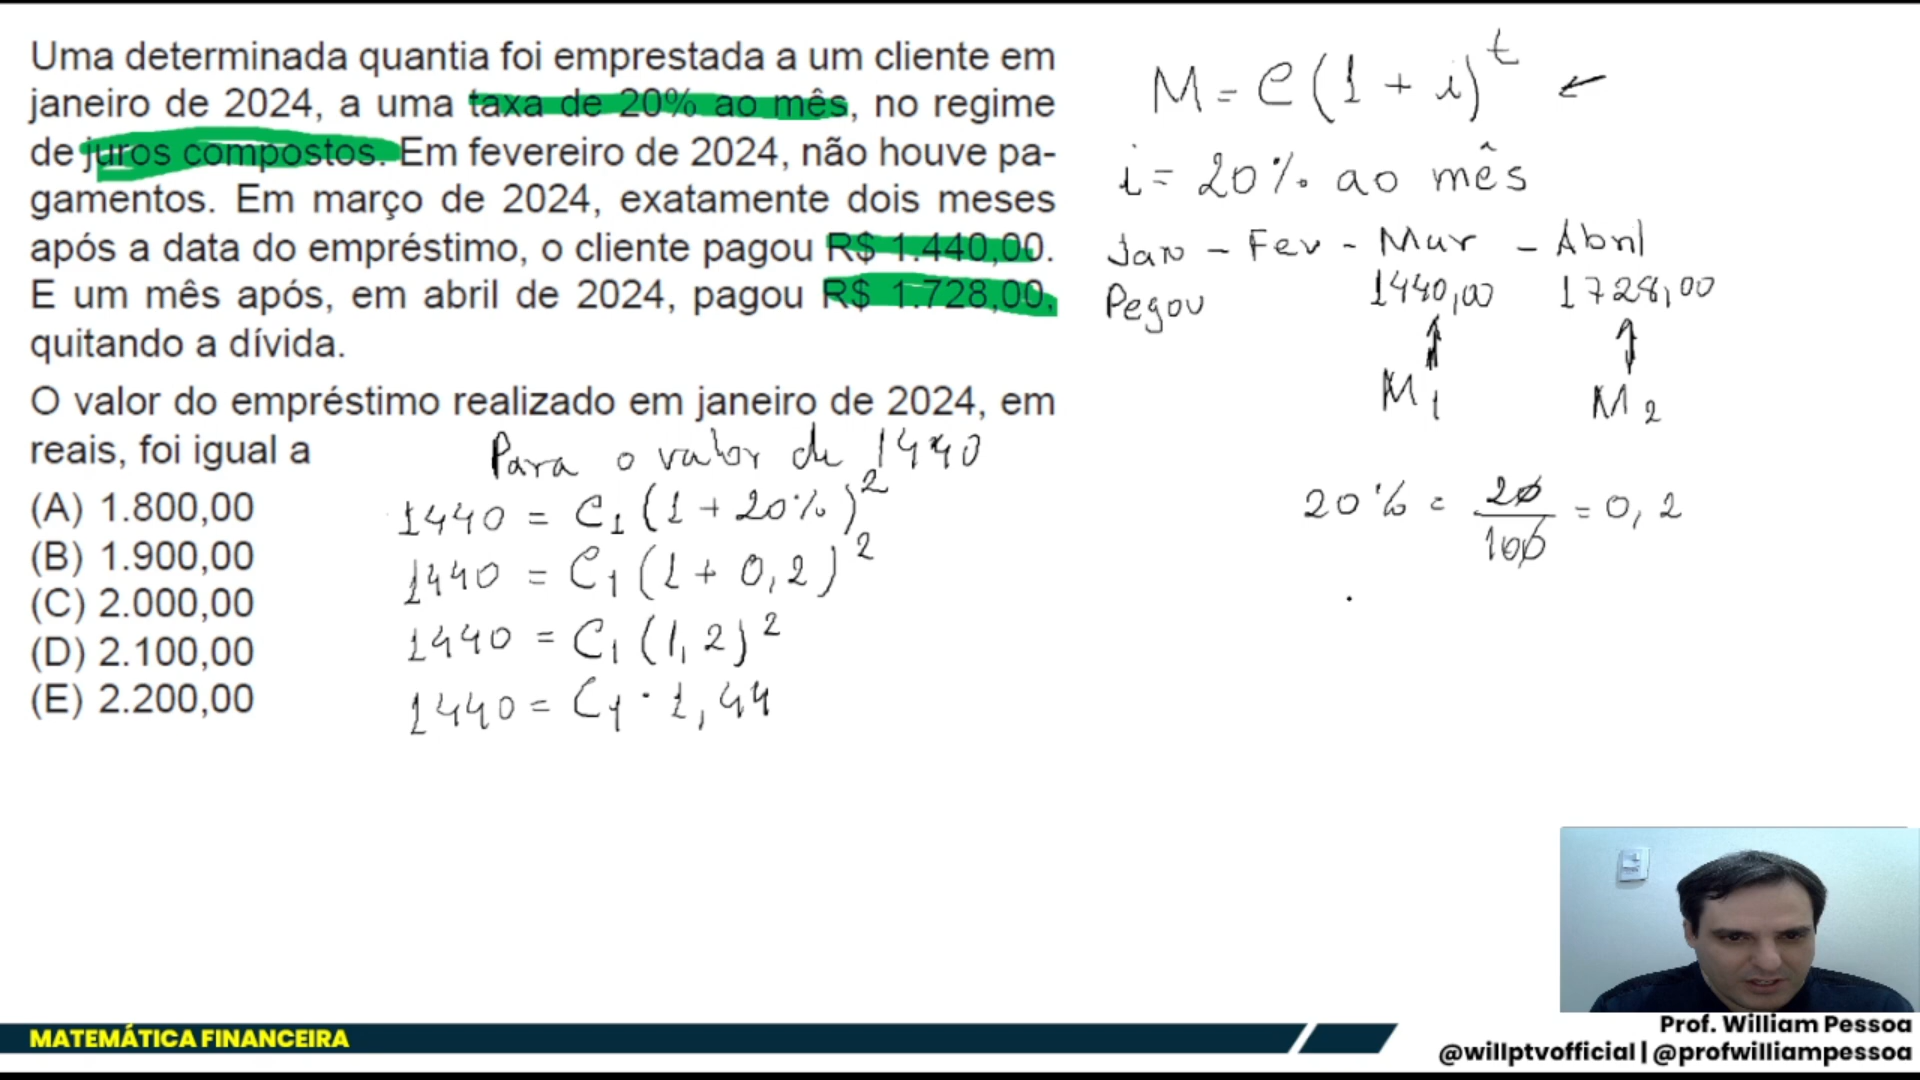 Uma determinada quantia foi emprestada a um cliente em
janeiro de 2024, a uma taxa de 20% ao mês, no regime
de juros compostos. Em fevereiro de 2024, não houve pa-
gamentos. Em março de 2024, exatamente dois meses
após a data do empréstimo, o cliente pagou R$ 1.440,00.
E um mês após, em abril de 2024, pagou R$ 1.728,00,
quitando a dívida.
O valor do empréstimo realizado em janeiro de 2024, em
reais, foi igual a
(A) 1.800,00
(B) 1.900,00
(C) 2.000,00
(D) 2.100,00
(E) 2.200,00
Para o valor de 1440
1440 = C₁ (1 + 20%)²
1440 = C₁ (1 + 0,2)²
1440 = C₁ (1,2)²
1440 = C₁ · 1,44
M = C (1 + i)ᵗ ←
i = 20% ao mês
Jan - Fev - Mar - Abril
Pegou 1440,00 1728,00
M₁ M₂
20% = 20/100 = 0,2
MATEMÁTICA FINANCEIRA
Prof. William Pessoa
@willptvofficial | @profwilliampessoa